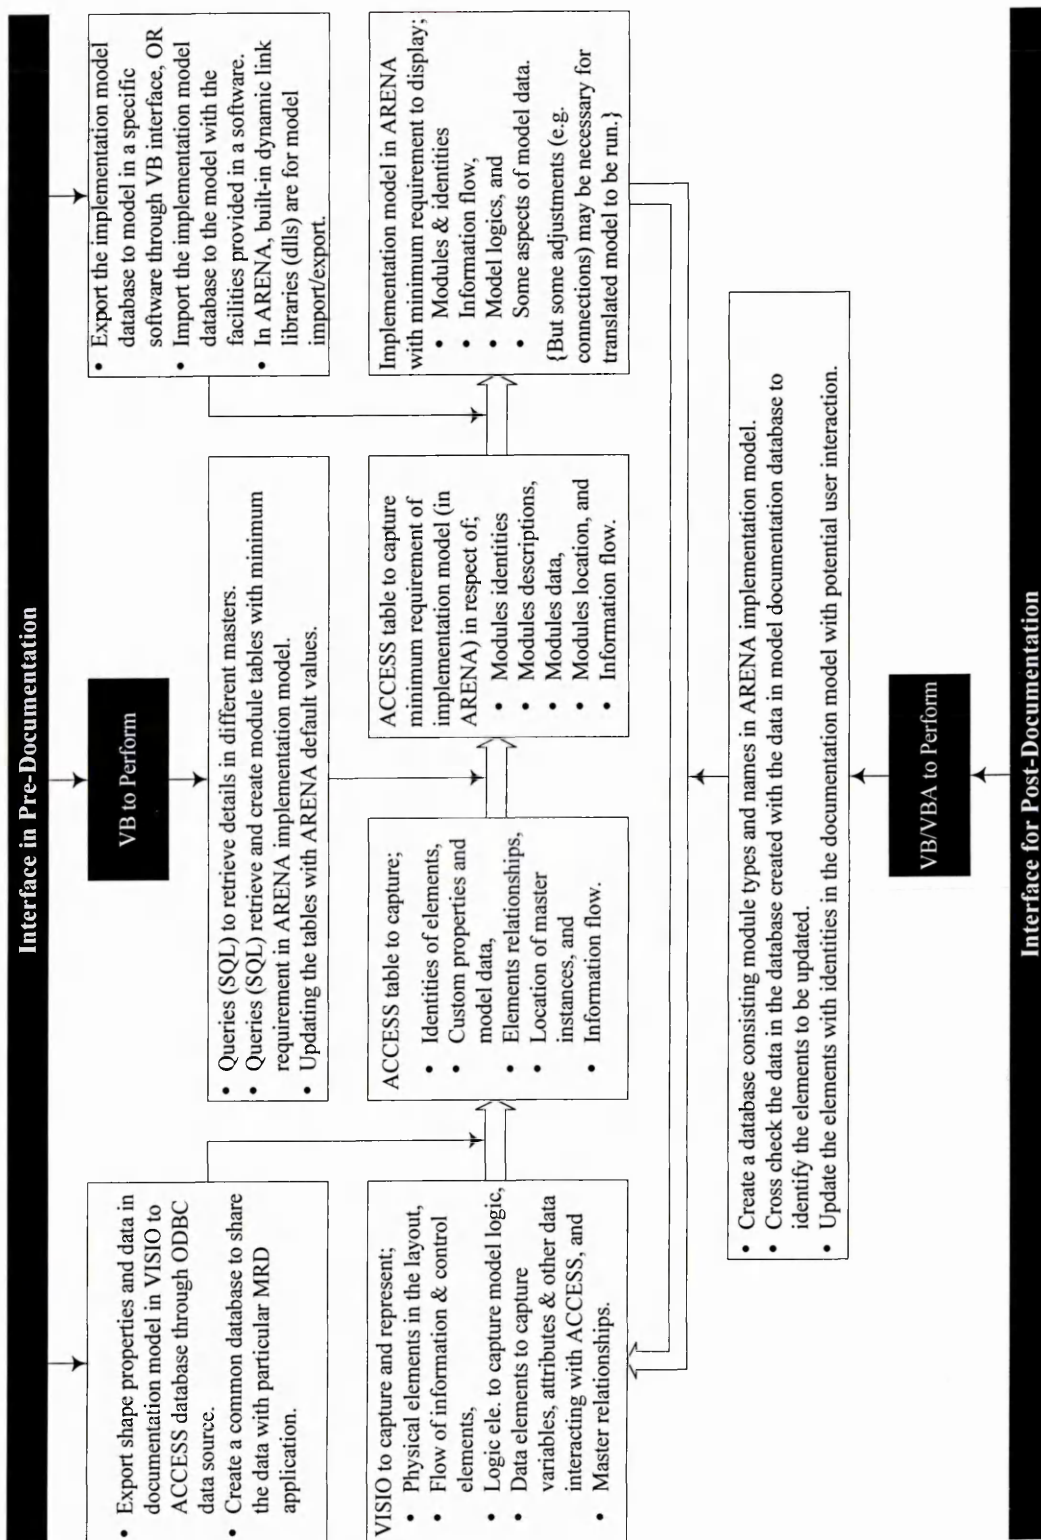 Interface in Pre-Documentation
• Export shape properties and data in
documentation model in VISIO to
ACCESS database through ODBC
data source.
• Create a common database to share
the data with particular MRD
application.
VB to Perform
• Queries (SQL) to retrieve details in different masters.
• Queries (SQL) retrieve and create module tables with minimum
requirement in ARENA implementation model.
• Updating the tables with ARENA default values.
• Export the implementation model
database to model in a specific
software through VB interface, OR
• Import the implementation model
database to the model with the
facilities provided in a software.
• In ARENA, built-in dynamic link
libraries (dlls) are for model
import/export.
VISIO to capture and represent;
• Physical elements in the layout,
• Flow of information & control
elements,
• Logic ele. to capture model logic,
• Data elements to capture
variables, attributes & other data
interacting with ACCESS, and
• Master relationships.
ACCESS table to capture;
• Identities of elements,
• Custom properties and
model data,
• Elements relationships,
• Location of master
instances, and
• Information flow.
ACCESS table to capture
minimum requirement of
implementation model (in
ARENA) in respect of;
• Modules identities
• Modules descriptions,
• Modules data,
• Modules location, and
• Information flow.
Implementation model in ARENA
with minimum requirement to display;
• Modules & identities
• Information flow,
• Model logics, and
• Some aspects of model data.
{But some adjustments (e.g.
connections) may be necessary for
translated model to be run.}
• Create a database consisting module types and names in ARENA implementation model.
• Cross check the data in the database created with the data in model documentation database to
identify the elements to be updated.
• Update the elements with identities in the documentation model with potential user interaction.
VB/VBA to Perform
Interface for Post-Documentation